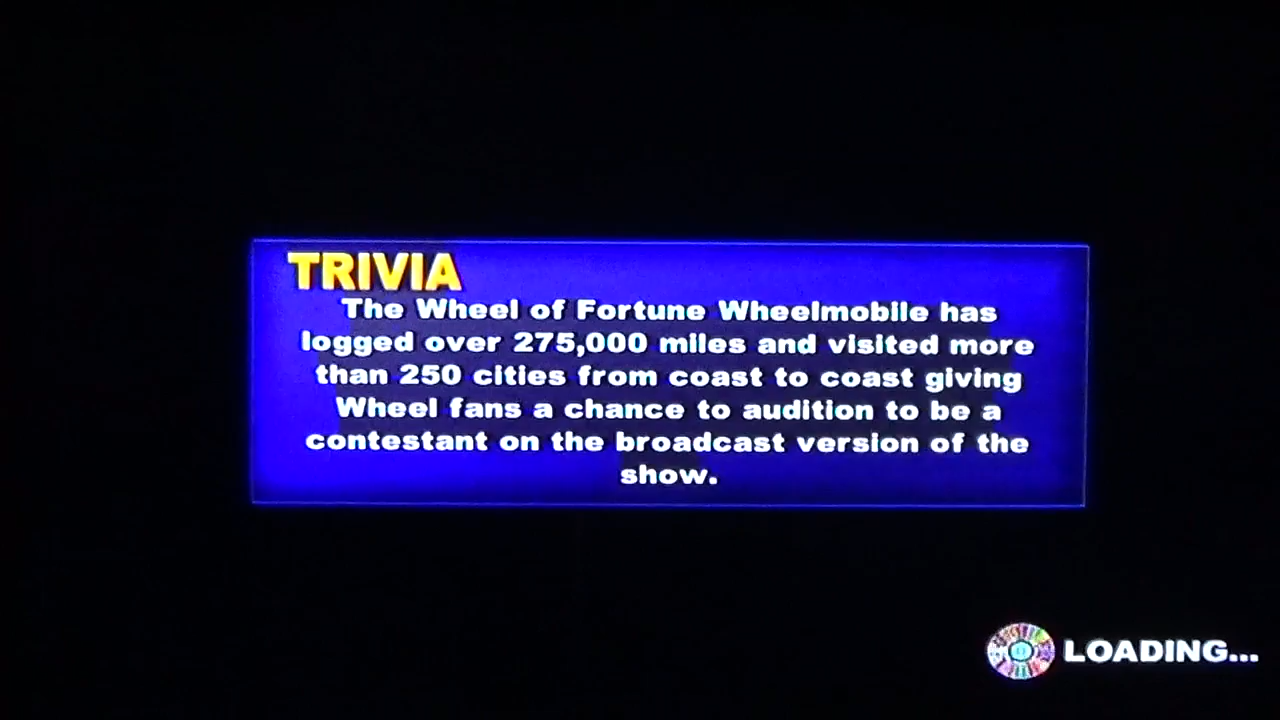 TRIVIA
The Wheel of Fortune Wheelmobile has
logged over 275,000 miles and visited more
than 250 cities from coast to coast giving
Wheel fans a chance to audition to be a
contestant on the broadcast version of the
show.
LOADING...